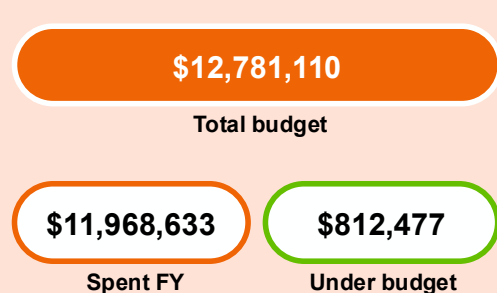 $12,781,110
Total budget
$11,968,633
$812,477
Spent FY
Under budget